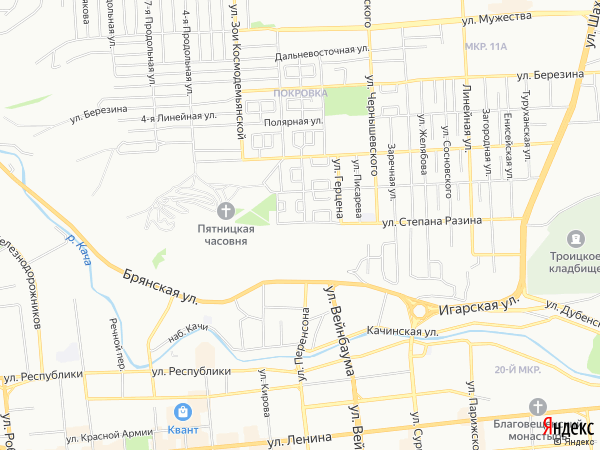 ул. Мужества
якова
ул.
7-я Продольная ул.
4-я Продольная ул.
ул. Зои Космодемьянской
Дальневосточная ул.
МКР. 11А
ул. Березина
ПОКРОВКА
ул. Березина
4-я Линейная ул.
Полярная ул.
ул. Чернышевского
Линейная ул.
Загородная ул.
Туруханская ул.
Енисейская ул.
ул. Желябова
ул. Сосновского
Заречная ул.
ул. Писарева
ул. Герцена
Пятницкая
часовня
ул. Степана Разина
р. Кача
Троицкое
кладбище
Брянская ул.
Игарская ул.
Речной пер.
наб. Качи
ул. Перенсона
ул. Вейнбаума
Качинская ул.
ул. Республики
ул. Республики
20-Й МКР.
ул. Кирова
Квант
ул. Красной Армии
ул. Ленина
Благовещенский
монастырь
Яндекс